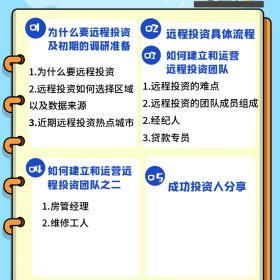 01
为什么要远程投资
及初期的调研准备
1.为什么要远程投资
2.远程投资如何选择区域
以及数据来源
3.近期远程投资热点城市
02
远程投资具体流程
03
如何建立和运营
远程投资团队
1.远程投资的难点
2.远程投资的团队成员组成
2.经纪人
3.贷款专员
04
如何建立和运营远
程投资团队之二
1.房管经理
2.维修工人
05
成功投资人分享